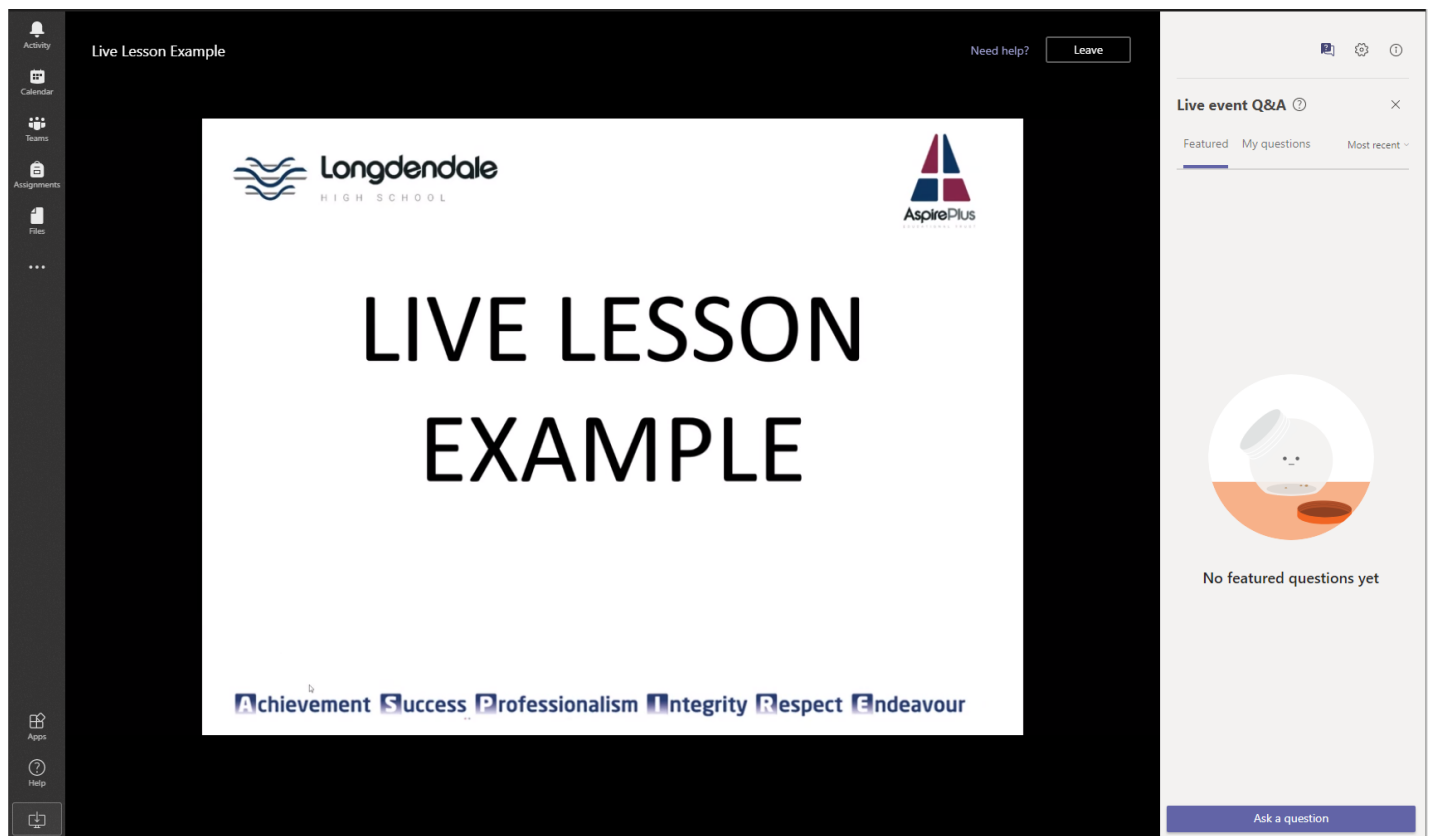 Activity
Calendar
Teams
Assignments
Files
Apps
Help
Live Lesson Example
Need help?
Leave
Longdendale
HIGH SCHOOL
AspirePlus
EDUCATIONAL TRUST
LIVE LESSON
EXAMPLE
Achievement Success Professionalism Integrity Respect Endeavour
Live event Q&A
Featured My questions Most recent
No featured questions yet
Ask a question